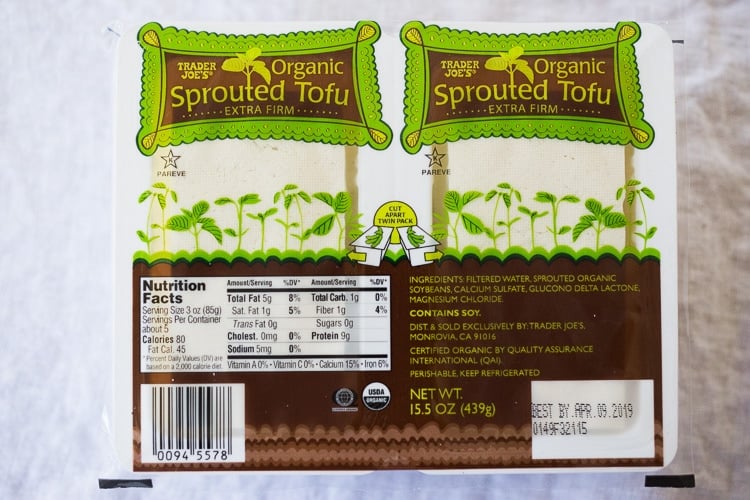 TRADER JOE'S® Organic
Sprouted Tofu
EXTRA FIRM
TRADER JOE'S® Organic
Sprouted Tofu
EXTRA FIRM
K
PAREVE
K
PAREVE
CUT
APART
TWIN PACK
Nutrition
Facts
Serving Size 3 oz (85g)
Servings Per Container
about 5
Calories 80
Fat Cal. 45
*Percent Daily Values (DV) are
based on a 2,000 calorie diet.
Amount/Serving %DV* Amount/Serving %DV*
Total Fat 5g 8% Total Carb. 1g 0%
Sat. Fat 1g 5% Fiber 1g 4%
Trans Fat 0g Sugars 0g
Cholest. 0mg 0% Protein 9g
Sodium 5mg 0%
Vitamin A 0% • Vitamin C 0% • Calcium 15% • Iron 6%
INGREDIENTS: FILTERED WATER, SPROUTED ORGANIC
SOYBEANS, CALCIUM SULFATE, GLUCONO DELTA LACTONE,
MAGNESIUM CHLORIDE.
CONTAINS SOY.
DIST & SOLD EXCLUSIVELY BY: TRADER JOE'S,
MONROVIA, CA 91016
CERTIFIED ORGANIC BY QUALITY ASSURANCE
INTERNATIONAL (QAI).
PERISHABLE, KEEP REFRIGERATED
NET WT.
15.5 OZ (439g)
USDA
ORGANIC
0094 5578
BEST BY APR.09.2019
0149F32115